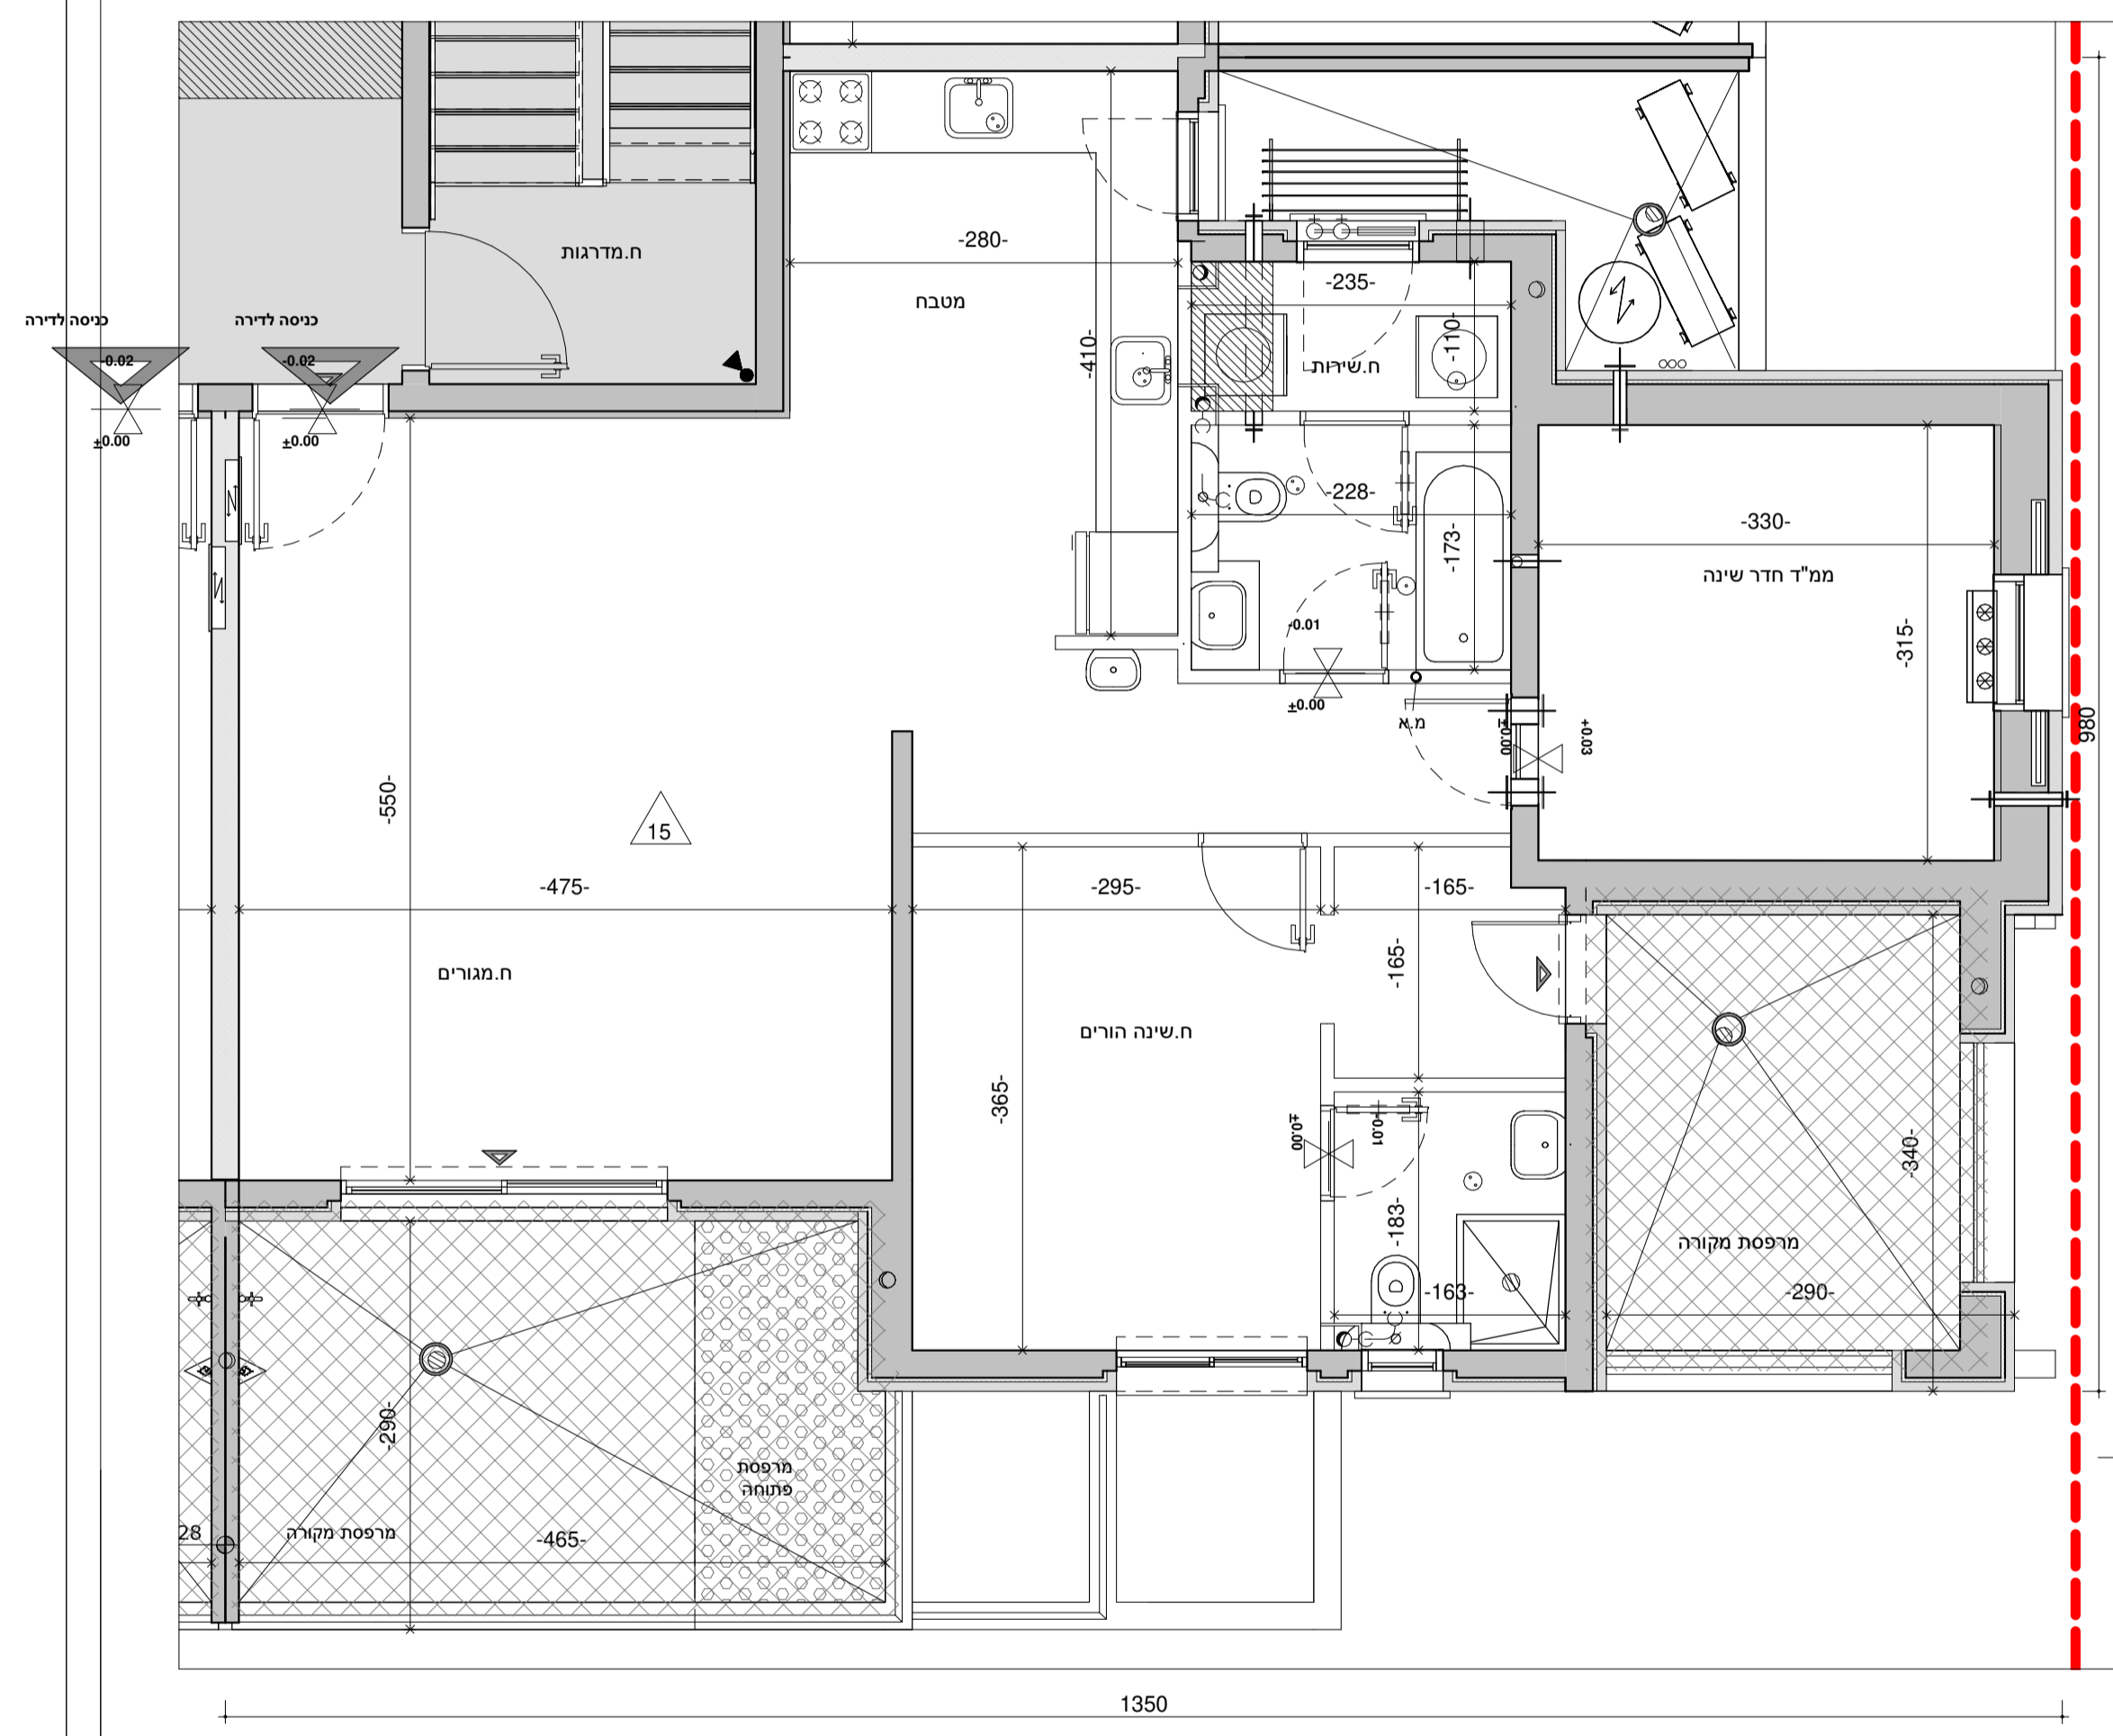 ח.מדרגות
-280-
מטבח
-410-
-235-
-110-
ח.שירות
כניסה לדירה
כניסה לדירה
-0.02
-0.02
±0.00
±0.00
-228-
-173-
-330-
ממ"ד חדר שינה
-315-
-0.01
±0.00
מ.א
±0.00
+0.03
980
-550-
15
-475-
-295-
-165-
-165-
ח.מגורים
ח.שינה הורים
-365-
±0.00
-0.01
-183-
-163-
-340-
מרפסת מקורה
-290-
-290-
מרפסת
פתוחה
28
מרפסת מקורה
-465-
1350